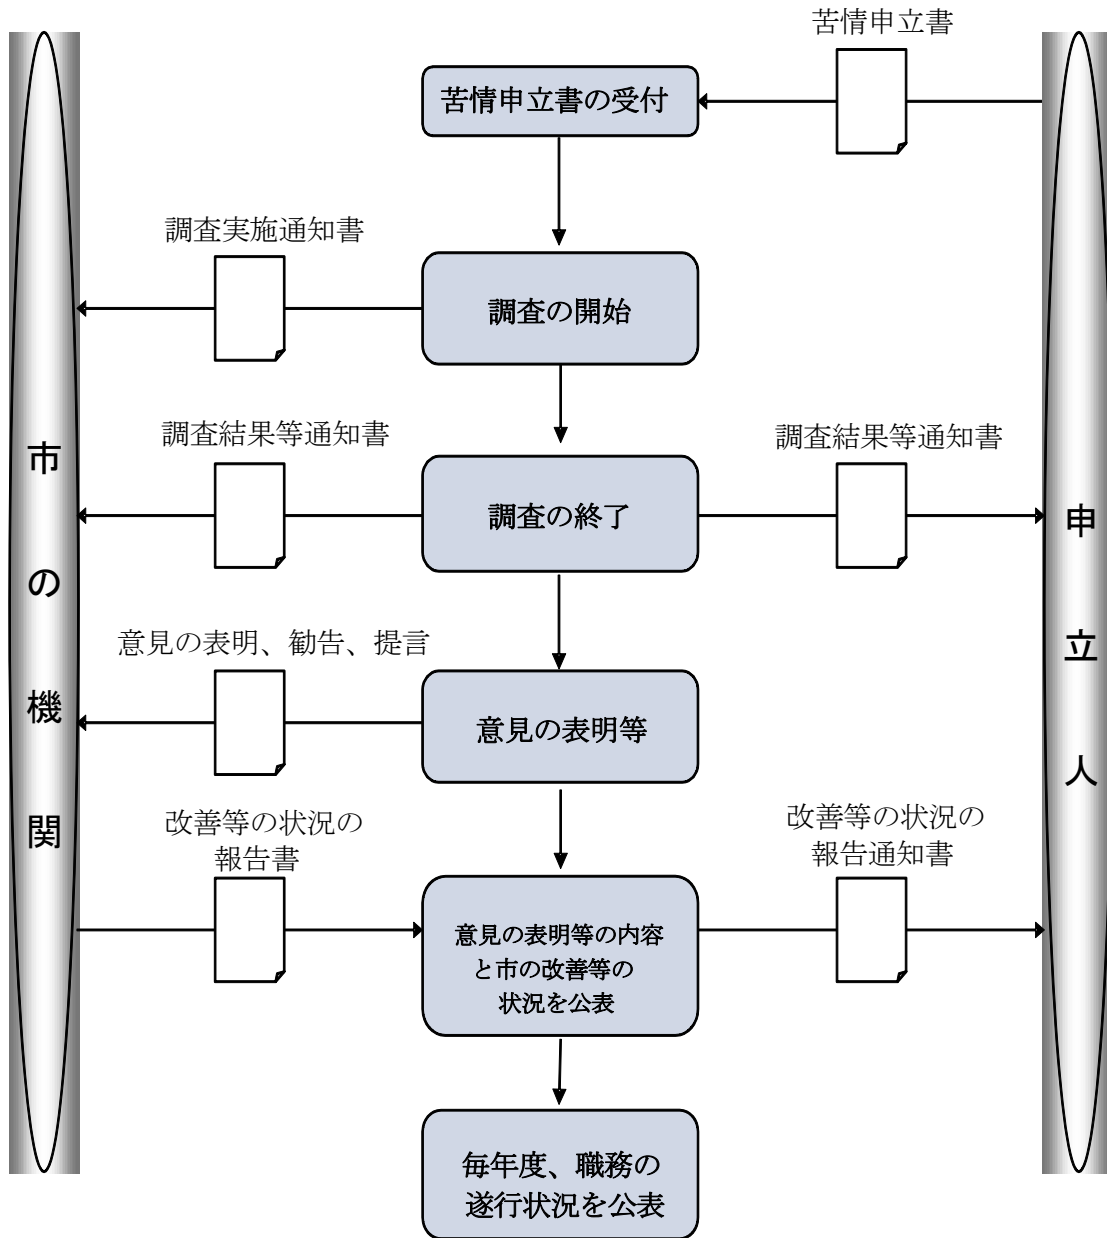 苦情申立書
苦情申立書の受付
調査実施通知書
調査の開始
調査結果等通知書
調査結果等通知書
調査の終了
市の機関
申立人
意見の表明、勧告、提言
意見の表明等
改善等の状況の
報告書
改善等の状況の
報告通知書
意見の表明等の内容
と市の改善等の
状況を公表
毎年度、職務の
遂行状況を公表